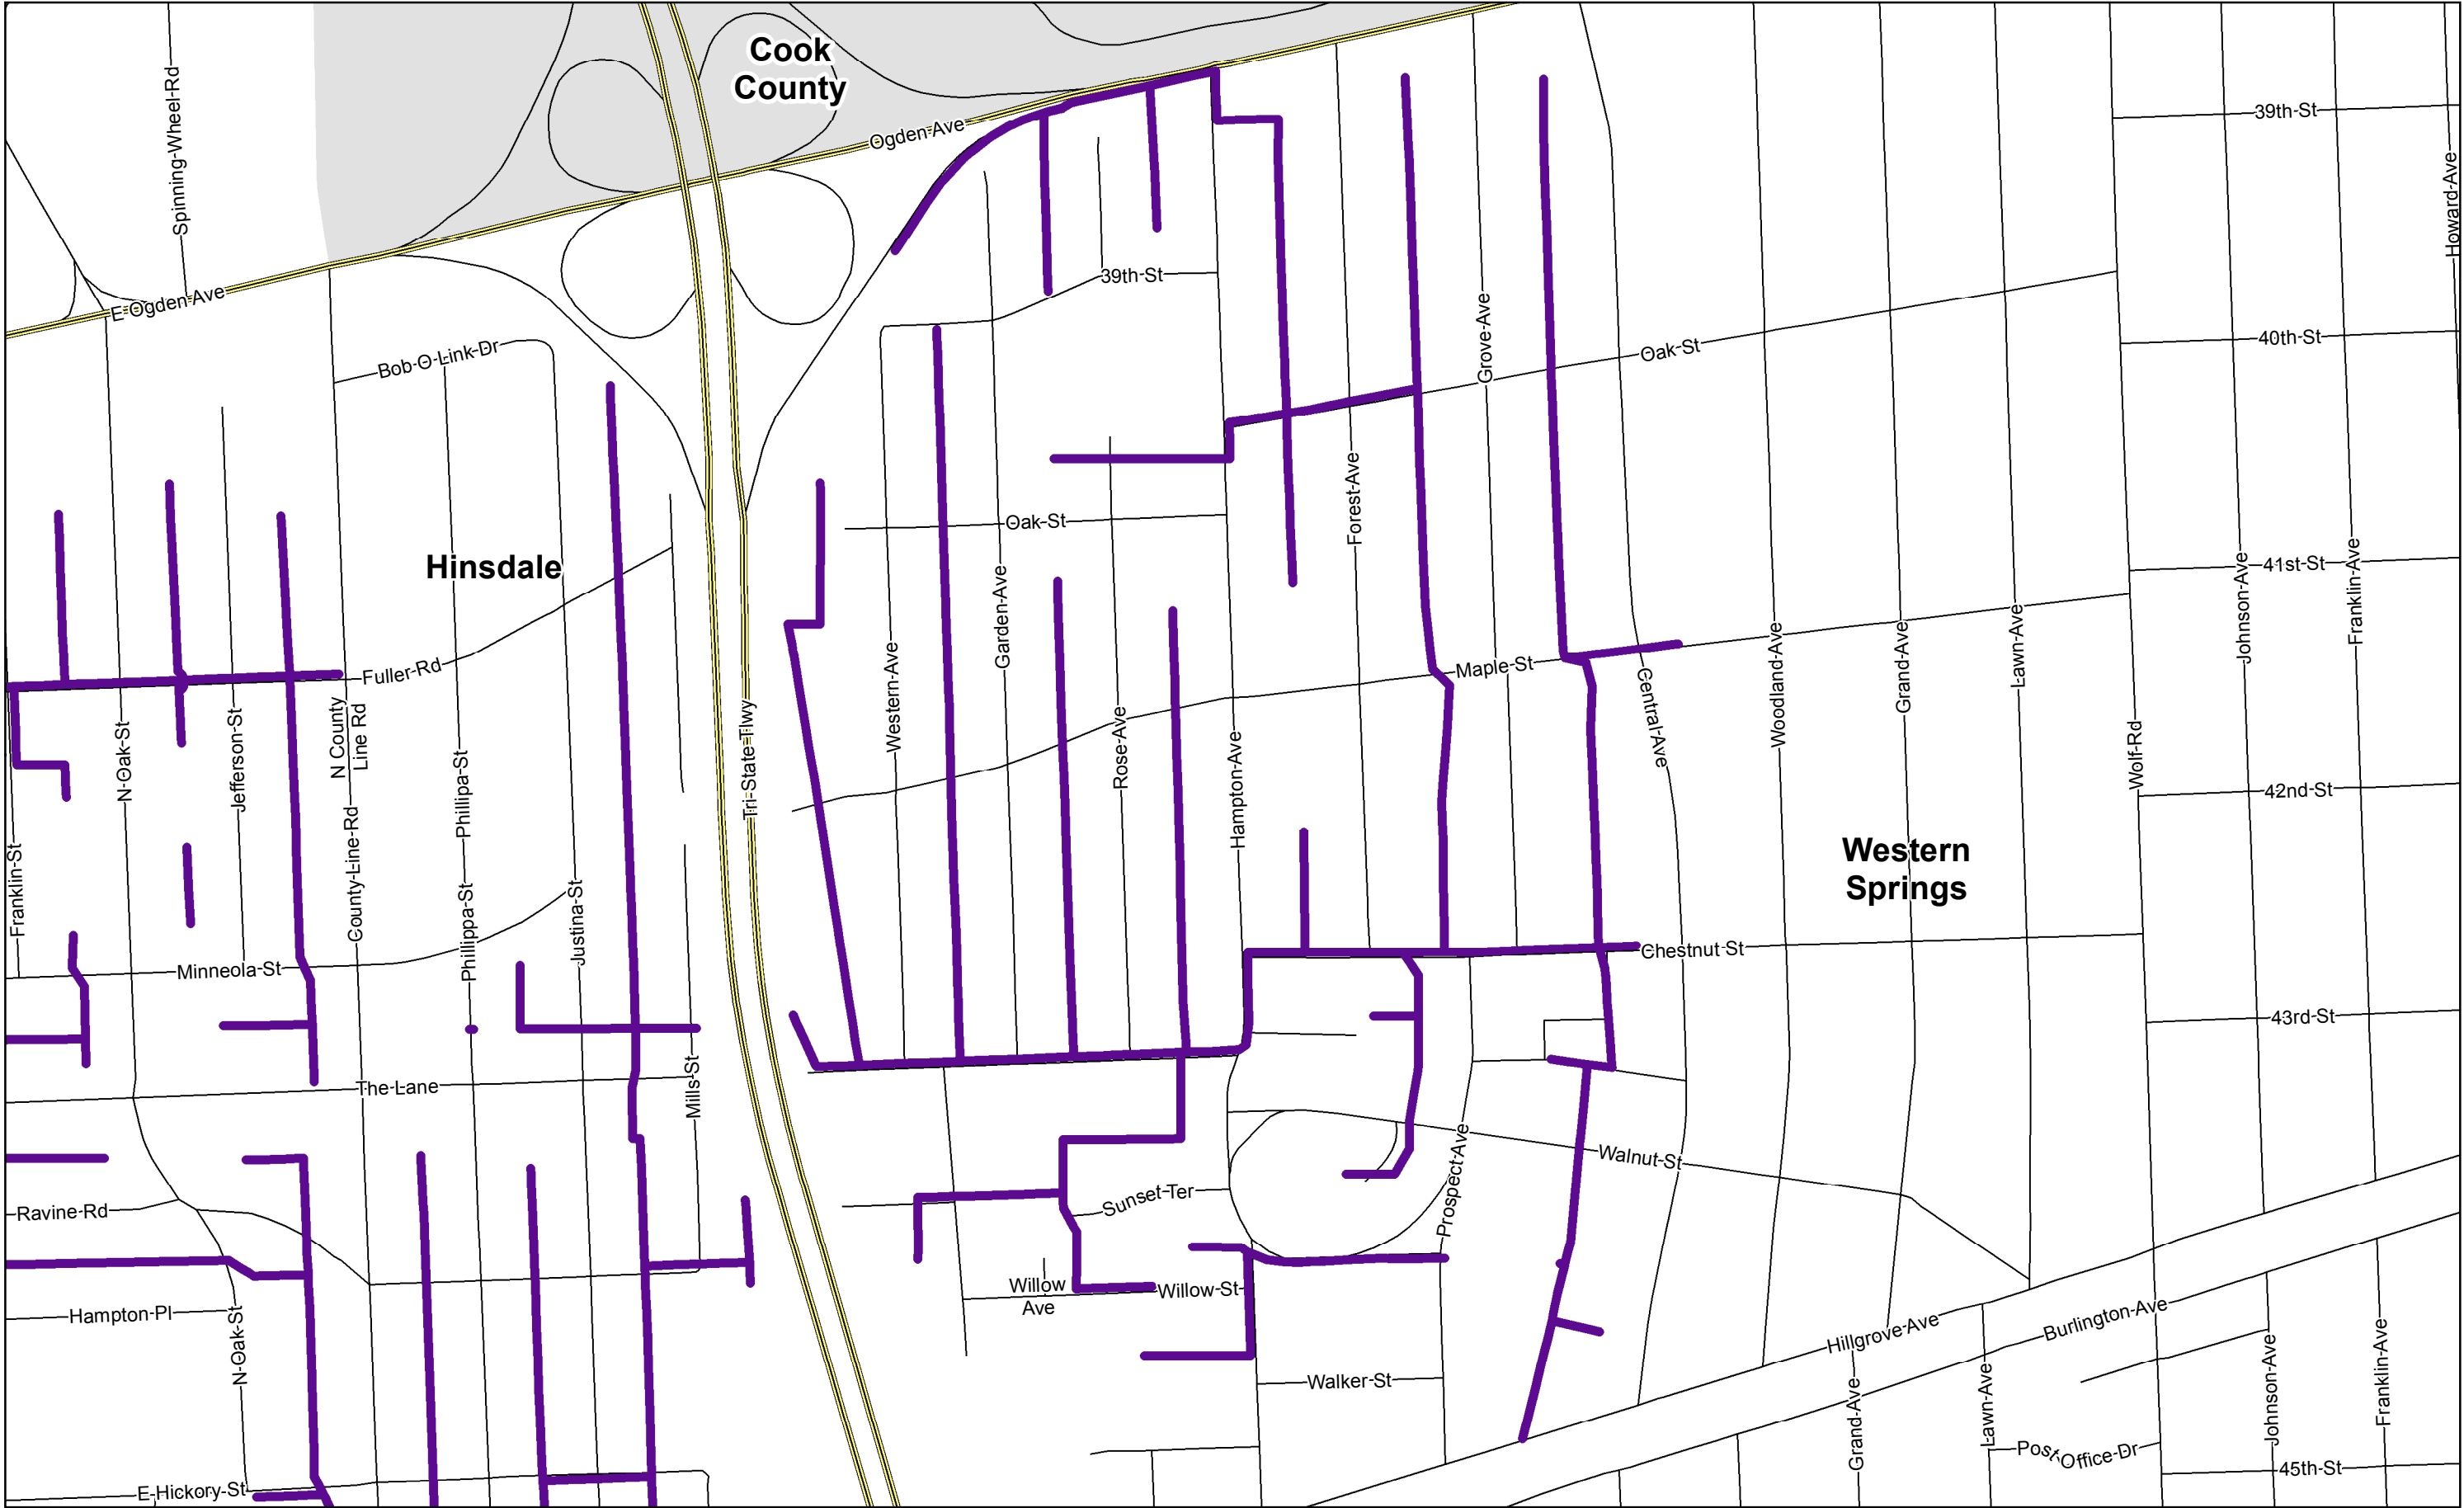 Cook
County
Spinning-Wheel-Rd
Ogden Ave
39th-St
Howard-Ave
39th-St
E Ogden Ave
Bob-O-Link-Dr
Grove-Ave
Oak-St
40th-St
Forest-Ave
Oak-St
Hinsdale
41st-St
Johnson-Ave
Franklin-Ave
Garden-Ave
Fuller-Rd
Maple-St
Western-Ave
Woodland-Ave
Grand-Ave
Lawn-Ave
Central-Ave
N County
Line Rd
N-Oak-St
Jefferson-St
Phillipa-St
Tri-State-Tlwy
Rose-Ave
Hampton-Ave
Wolf-Rd
42nd-St
Western
Springs
Franklin-St
County-Line-Rd
Phillippa-St
Justina-St
Chestnut St
Minneola-St
43rd-St
The Lane
Mills-St
Prospect Ave
Walnut-St
Ravine-Rd
Sunset-Ter
Willow
Ave
Willow-St
Hampton-Pl
N-Oak-St
Walker-St
Hillgrove-Ave
Burlington-Ave
Grand-Ave
Lawn-Ave
Johnson-Ave
Franklin-Ave
Post-Office-Dr
45th-St
E-Hickory-St